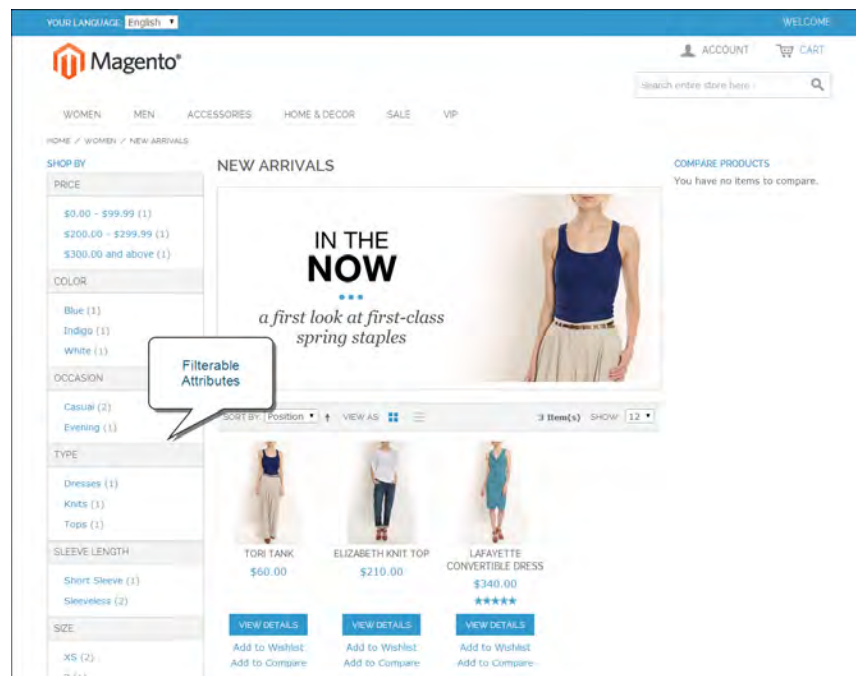 YOUR LANGUAGE: English
WELCOME
Magento®
ACCOUNT
CART
Search entire store here
WOMEN MEN ACCESSORIES HOME & DECOR SALE VIP
HOME / WOMEN / NEW ARRIVALS
SHOP BY
PRICE
$0.00 - $99.99 (1)
$200.00 - $299.99 (1)
$300.00 and above (1)
COLOR
Blue (1)
Indigo (1)
White (1)
OCCASION
Casual (2)
Evening (1)
TYPE
Dresses (1)
Knits (1)
Tops (1)
SLEEVE LENGTH
Short Sleeve (1)
Sleeveless (2)
SIZE
XS (2)
Filterable
Attributes
NEW ARRIVALS
IN THE
NOW
a first look at first-class
spring staples
SORT BY Position VIEW AS 3 Item(s) SHOW 12
TORI TANK
$60.00
VIEW DETAILS
Add to Wishlist
Add to Compare
ELIZABETH KNIT TOP
$210.00
VIEW DETAILS
Add to Wishlist
Add to Compare
LAFAYETTE
CONVERTIBLE DRESS
$340.00
VIEW DETAILS
Add to Wishlist
Add to Compare
COMPARE PRODUCTS
You have no items to compare.